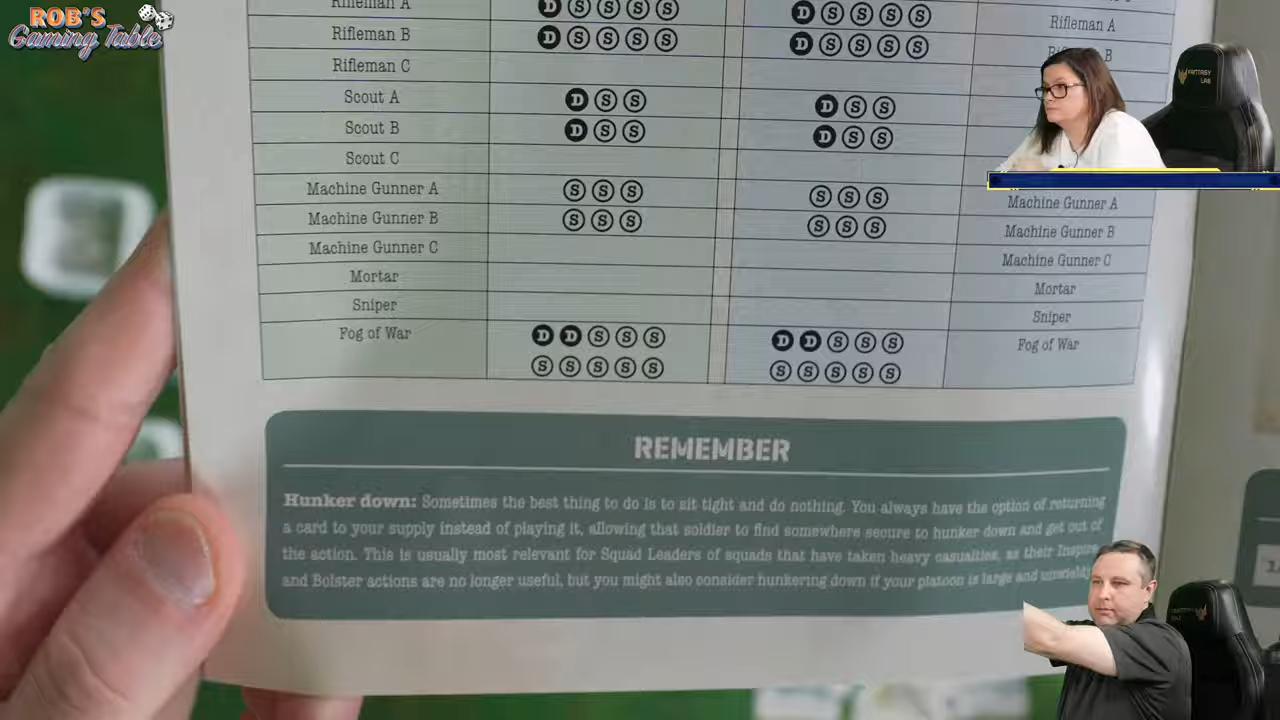 ROB'S
Gaming Table
Rifleman A D S S S S D S S S S Rifleman A
Rifleman B D S S S S D S S S S B
Rifleman C
Scout A D S S D S S
Scout B D S S D S S
Scout C
Machine Gunner A S S S S S S Machine Gunner A
Machine Gunner B S S S S S S Machine Gunner B
Machine Gunner C Machine Gunner C
Mortar Mortar
Sniper Sniper
Fog of War D D S S S D D S S S Fog of War
S S S S S S S S S S
REMEMBER
Hunker down: Sometimes the best thing to do is to sit tight and do nothing. You always have the option of returning
a card to your supply instead of playing it, allowing that soldier to find somewhere secure to hunker down and get out of
the action. This is usually most relevant for Squad Leaders of squads that have taken heavy casualties, as their Inspire
and Bolster actions are no longer useful, but you might also consider hunkering down if your platoon is large and
FANTASY
LAB